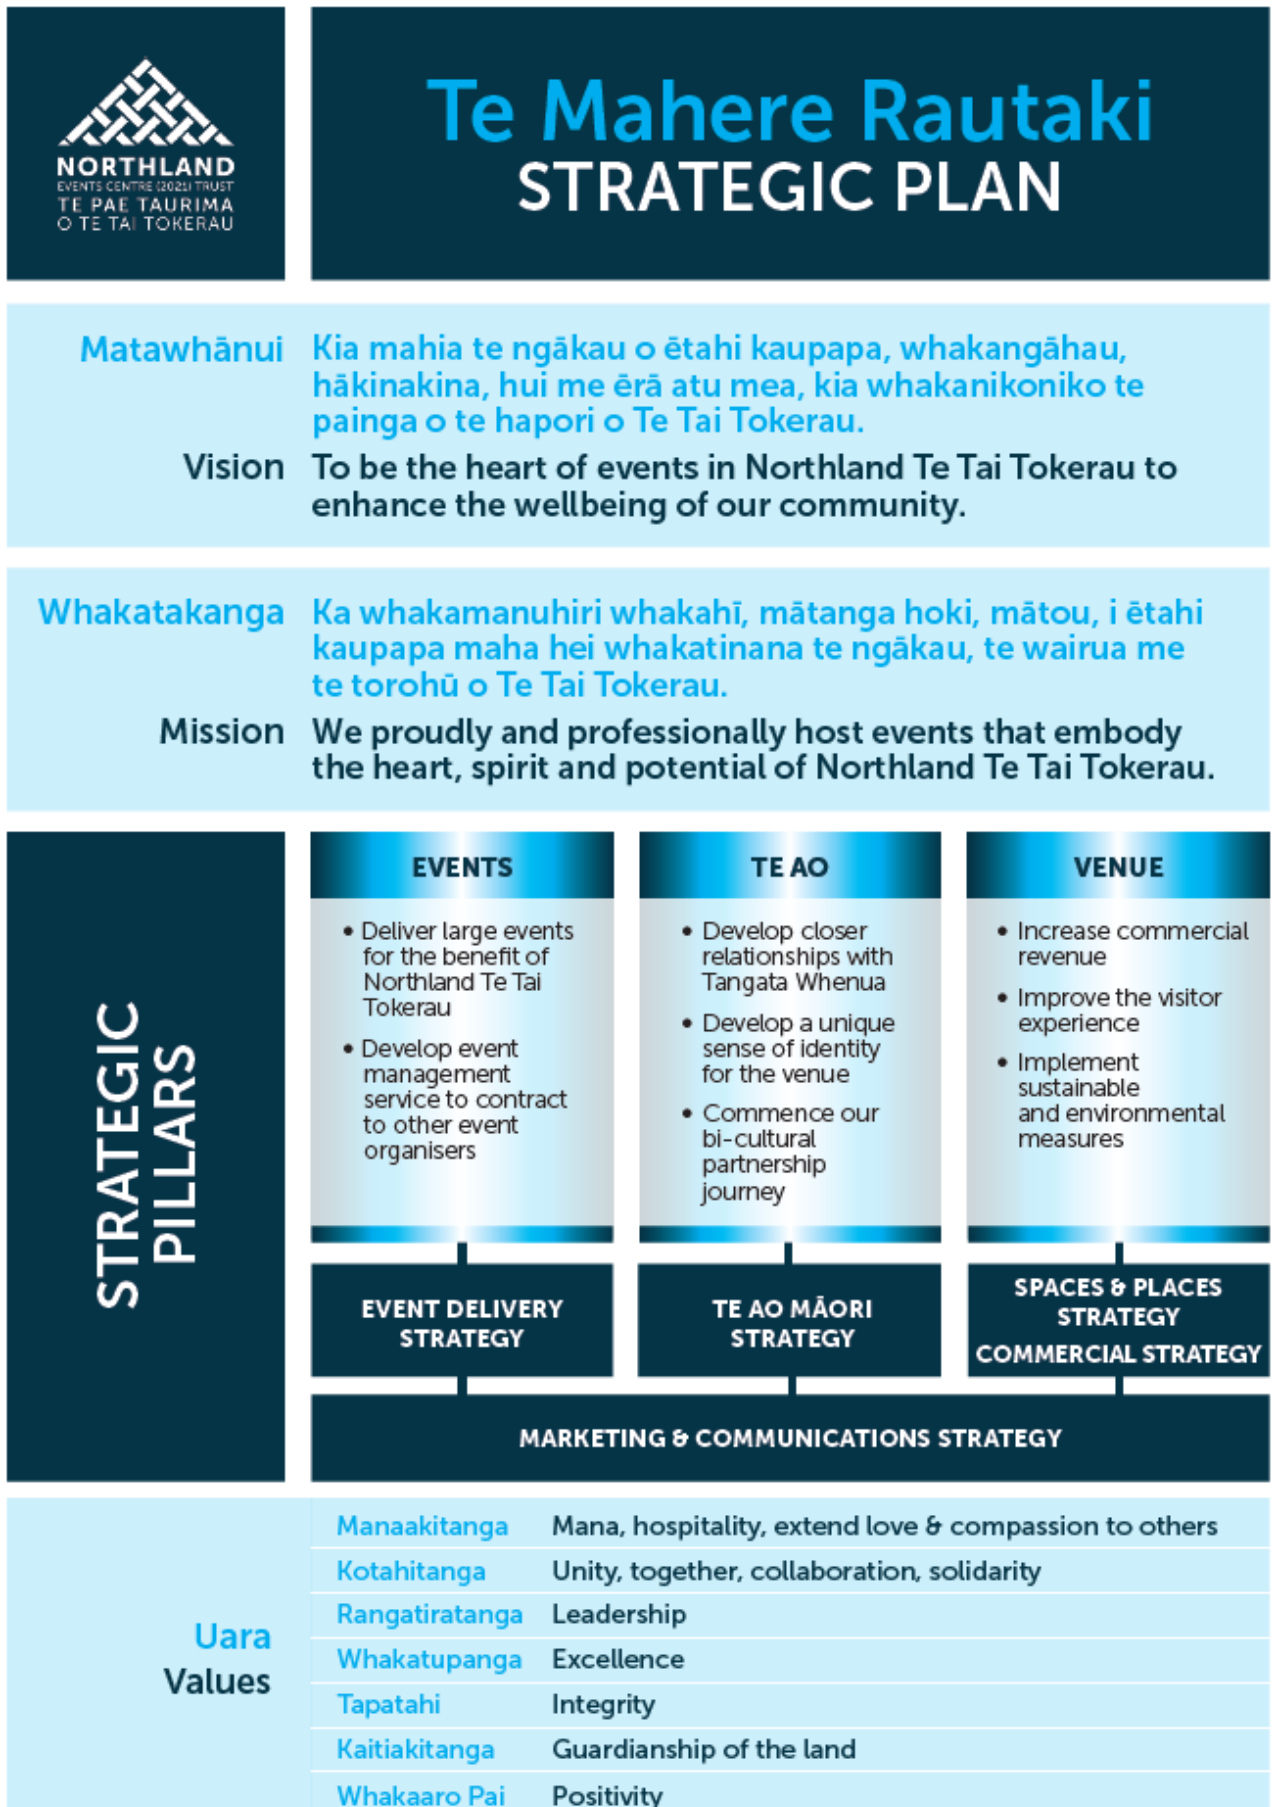 NORTHLAND
EVENTS CENTRE (2021) TRUST
TE PAE TAURIMA
O TE TAI TOKERAU
Te Mahere Rautaki
STRATEGIC PLAN
Matawhānui
Kia mahia te ngākau o ētahi kaupapa, whakangāhau,
hākinakina, hui me ērā atu mea, kia whakanikoniko te
painga o te hapori o Te Tai Tokerau.
Vision
To be the heart of events in Northland Te Tai Tokerau to
enhance the wellbeing of our community.
Whakatakanga
Ka whakamanuhiri whakahī, mātanga hoki, mātou, i ētahi
kaupapa maha hei whakatinana te ngākau, te wairua me
te torohū o Te Tai Tokerau.
Mission
We proudly and professionally host events that embody
the heart, spirit and potential of Northland Te Tai Tokerau.
STRATEGIC
PILLARS
EVENTS
• Deliver large events
for the benefit of
Northland Te Tai
Tokerau
• Develop event
management
service to contract
to other event
organisers
EVENT DELIVERY
STRATEGY
TE AO
• Develop closer
relationships with
Tangata Whenua
• Develop a unique
sense of identity
for the venue
• Commence our
bi-cultural
partnership
journey
TE AO MĀORI
STRATEGY
VENUE
• Increase commercial
revenue
• Improve the visitor
experience
• Implement
sustainable
and environmental
measures
SPACES & PLACES
STRATEGY
COMMERCIAL STRATEGY
MARKETING & COMMUNICATIONS STRATEGY
Uara
Values
Manaakitanga Mana, hospitality, extend love & compassion to others
Kotahitanga Unity, together, collaboration, solidarity
Rangatiratanga Leadership
Whakatupanga Excellence
Tapatahi Integrity
Kaitiakitanga Guardianship of the land
Whakaaro Pai Positivity